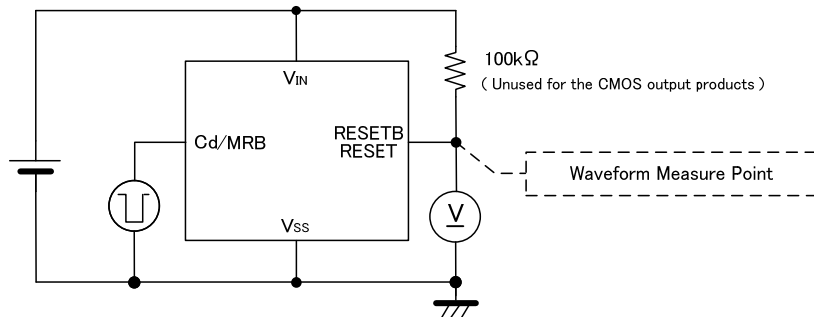 100kΩ
( Unused for the CMOS output products )
VIN
Cd/MRB
RESETB
RESET
Waveform Measure Point
V
VSS